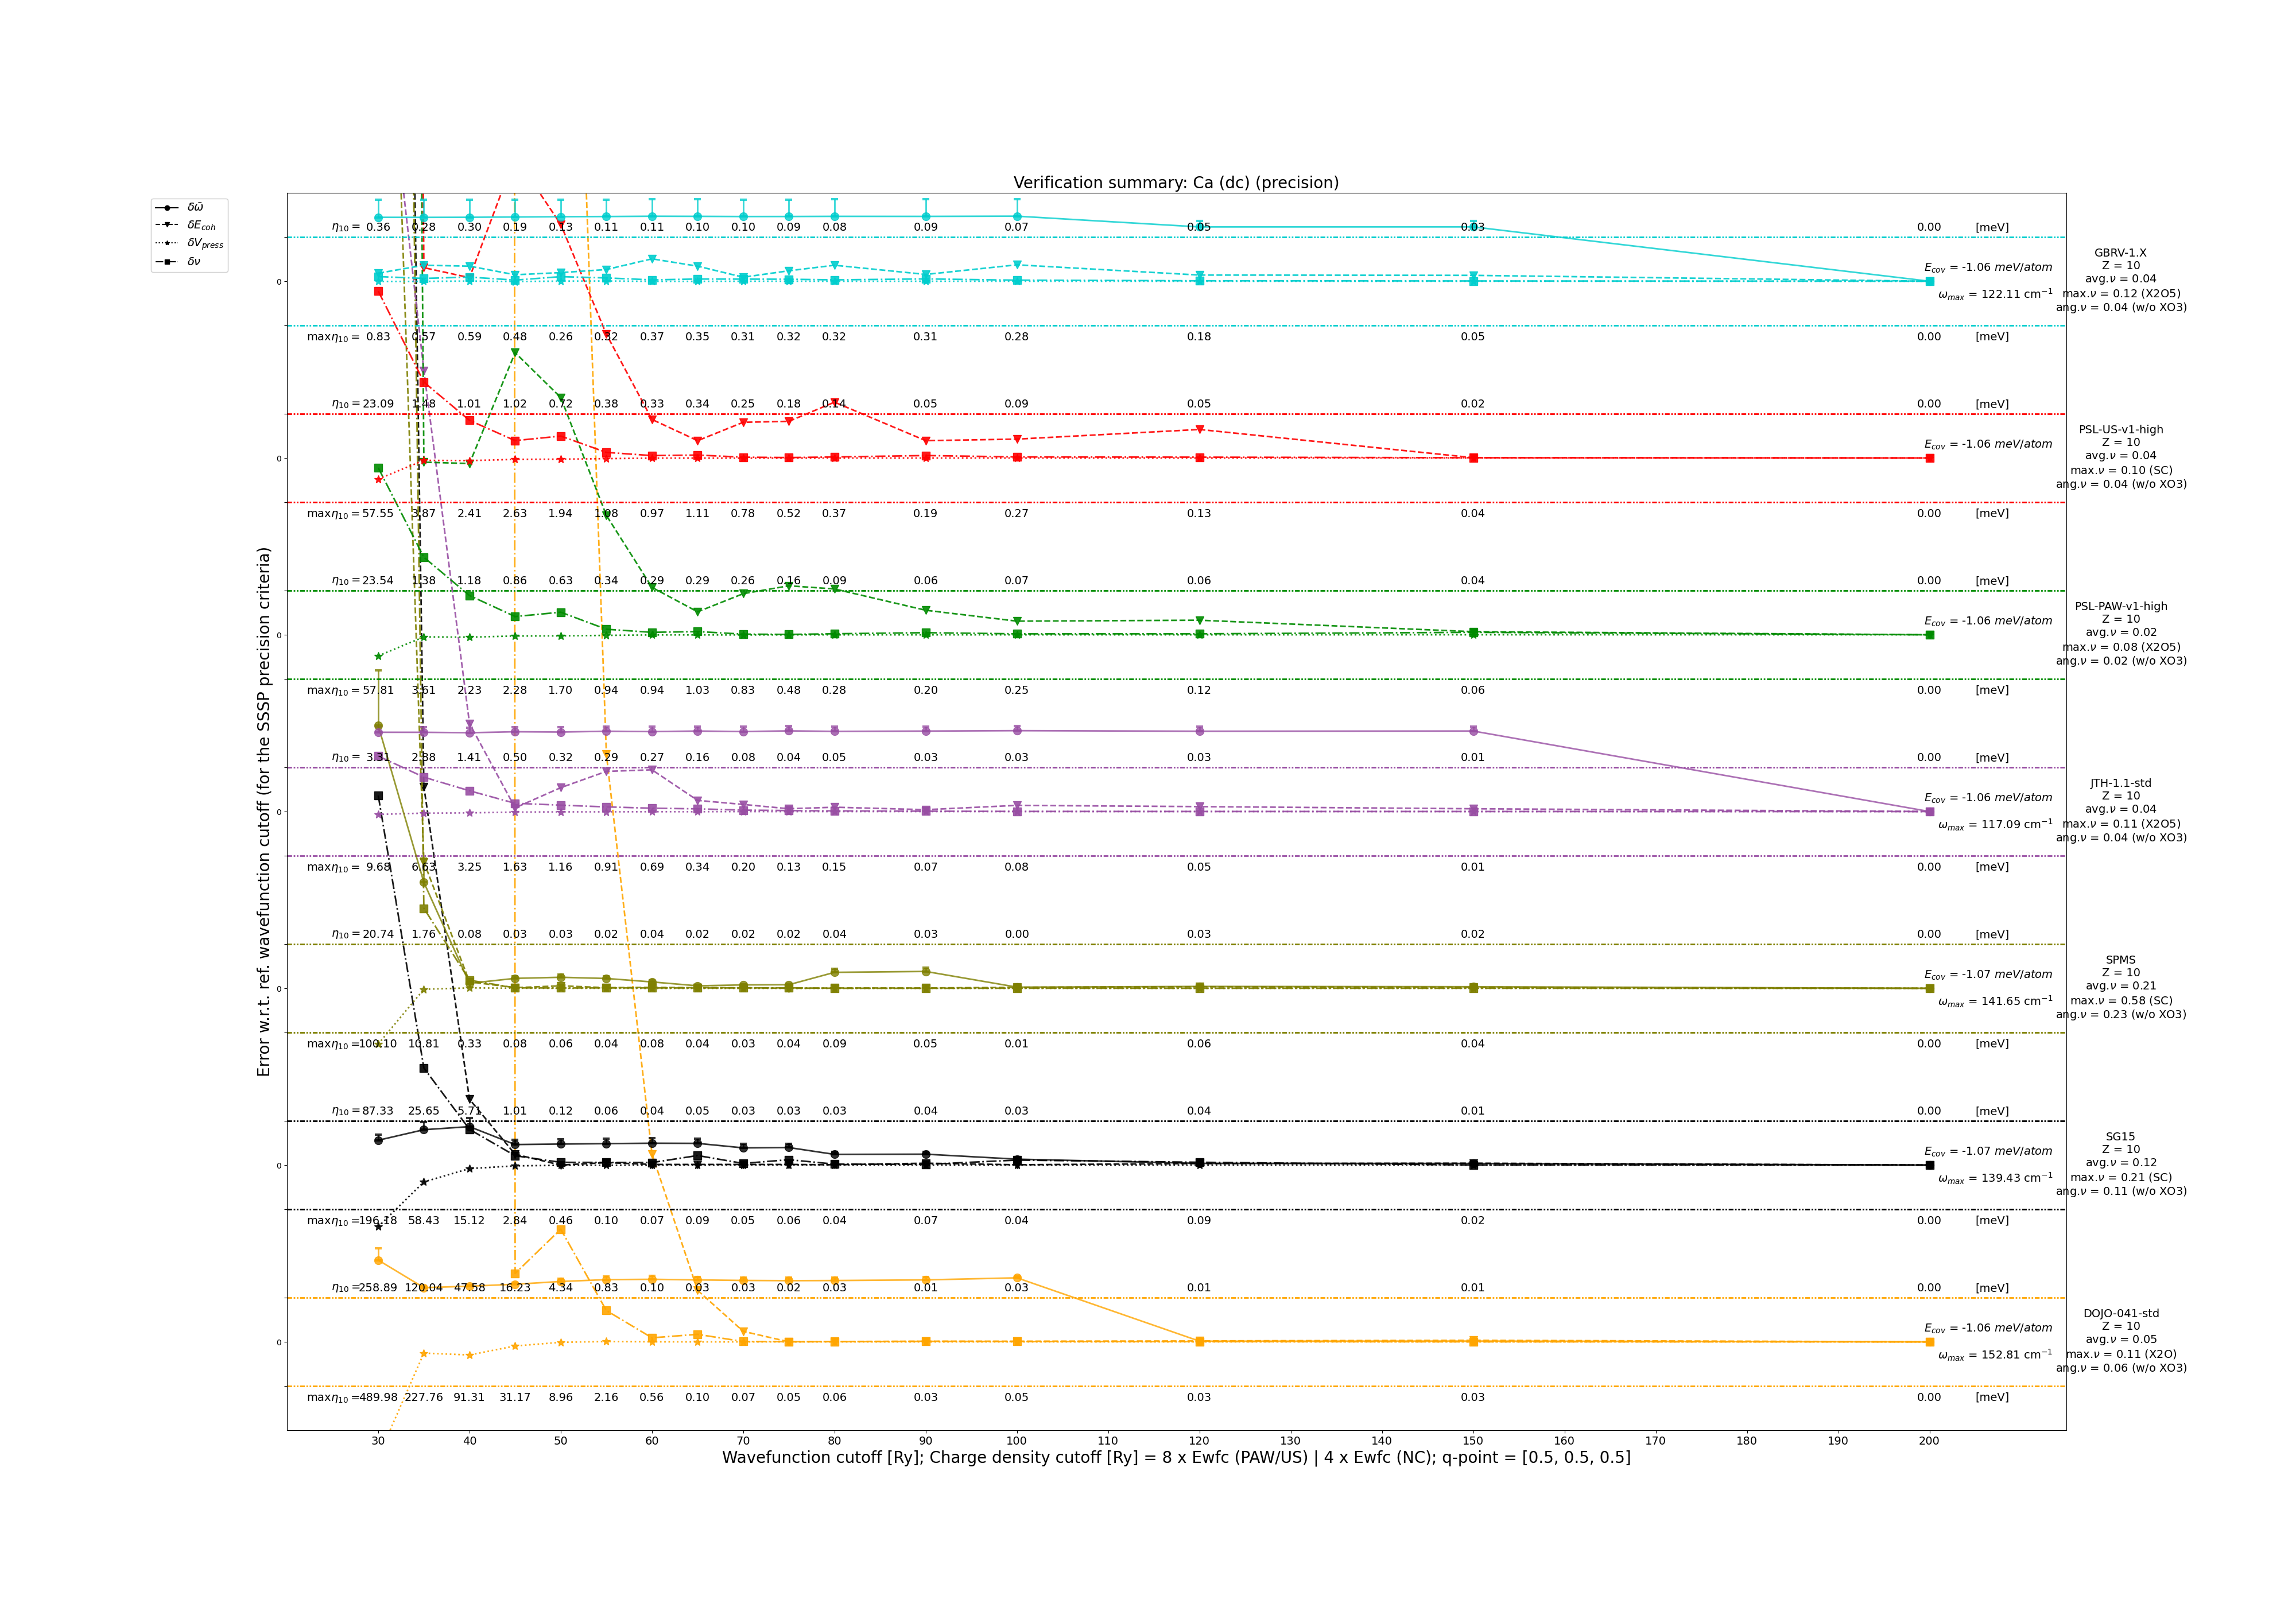 Verification summary: Ca (dc) (precision)
δω̄
δE_coh
δV_press
δν
Error w.r.t. ref. wavefunction cutoff (for the SSSP precision criteria)
η₁₀ = 0.36 0.28 0.30 0.19 0.13 0.11 0.11 0.10 0.10 0.09 0.08 0.09 0.07 0.05 0.03 0.00 [meV]
0
E_cov = -1.06 meV/atom
ω_max = 122.11 cm⁻¹
maxη₁₀ = 0.83 0.57 0.59 0.48 0.26 0.32 0.37 0.35 0.31 0.32 0.32 0.31 0.28 0.18 0.05 0.00 [meV]
GBRV-1.X
Z = 10
avg.ν = 0.04
max.ν = 0.12 (X2O5)
ang.ν = 0.04 (w/o XO3)
η₁₀ = 23.09 1.48 1.01 1.02 0.72 0.38 0.33 0.34 0.25 0.18 0.14 0.05 0.09 0.05 0.02 0.00 [meV]
0
E_cov = -1.06 meV/atom
maxη₁₀ = 57.55 3.87 2.41 2.63 1.94 1.08 0.97 1.11 0.78 0.52 0.37 0.19 0.27 0.13 0.04 0.00 [meV]
PSL-US-v1-high
Z = 10
avg.ν = 0.04
max.ν = 0.10 (SC)
ang.ν = 0.04 (w/o XO3)
η₁₀ = 23.54 1.38 1.18 0.86 0.63 0.34 0.29 0.29 0.26 0.16 0.09 0.06 0.07 0.06 0.04 0.00 [meV]
0
E_cov = -1.06 meV/atom
maxη₁₀ = 57.81 3.61 2.23 2.28 1.70 0.94 0.94 1.03 0.83 0.48 0.28 0.20 0.25 0.12 0.06 0.00 [meV]
PSL-PAW-v1-high
Z = 10
avg.ν = 0.02
max.ν = 0.08 (X2O5)
ang.ν = 0.02 (w/o XO3)
η₁₀ = 2.88 1.41 0.50 0.32 0.29 0.27 0.16 0.08 0.04 0.05 0.03 0.03 0.03 0.01 0.00 [meV]
0
E_cov = -1.06 meV/atom
ω_max = 117.09 cm⁻¹
maxη₁₀ = 9.68 6.63 3.25 1.63 1.16 0.91 0.69 0.34 0.20 0.13 0.15 0.07 0.08 0.05 0.01 0.00 [meV]
JTH-1.1-std
Z = 10
avg.ν = 0.04
max.ν = 0.11 (X2O5)
ang.ν = 0.04 (w/o XO3)
η₁₀ = 20.74 1.76 0.08 0.03 0.03 0.02 0.04 0.02 0.02 0.02 0.04 0.03 0.00 0.03 0.02 0.00 [meV]
0
E_cov = -1.07 meV/atom
ω_max = 141.65 cm⁻¹
maxη₁₀ = 100.10 10.81 0.33 0.08 0.06 0.04 0.08 0.04 0.03 0.04 0.09 0.05 0.01 0.06 0.04 0.00 [meV]
SPMS
Z = 10
avg.ν = 0.21
max.ν = 0.58 (SC)
ang.ν = 0.23 (w/o XO3)
η₁₀ = 87.33 25.65 5.71 1.01 0.12 0.06 0.04 0.05 0.03 0.03 0.03 0.04 0.03 0.04 0.01 0.00 [meV]
0
E_cov = -1.07 meV/atom
ω_max = 139.43 cm⁻¹
maxη₁₀ = 196.18 58.43 15.12 2.84 0.46 0.10 0.07 0.09 0.05 0.06 0.04 0.07 0.04 0.09 0.02 0.00 [meV]
SG15
Z = 10
avg.ν = 0.12
max.ν = 0.21 (SC)
ang.ν = 0.11 (w/o XO3)
η₁₀ = 258.89 120.04 47.58 16.23 4.34 0.83 0.10 0.03 0.03 0.02 0.03 0.01 0.03 0.01 0.01 0.00 [meV]
0
E_cov = -1.06 meV/atom
ω_max = 152.81 cm⁻¹
maxη₁₀ = 489.98 227.76 91.31 31.17 8.96 2.16 0.56 0.10 0.07 0.05 0.06 0.03 0.05 0.03 0.03 0.00 [meV]
DOJO-041-std
Z = 10
avg.ν = 0.05
max.ν = 0.11 (X2O)
ang.ν = 0.06 (w/o XO3)
30 40 50 60 70 80 90 100 110 120 130 140 150 160 170 180 190 200
Wavefunction cutoff [Ry]; Charge density cutoff [Ry] = 8 x Ewfc (PAW/US) | 4 x Ewfc (NC); q-point = [0.5, 0.5, 0.5]